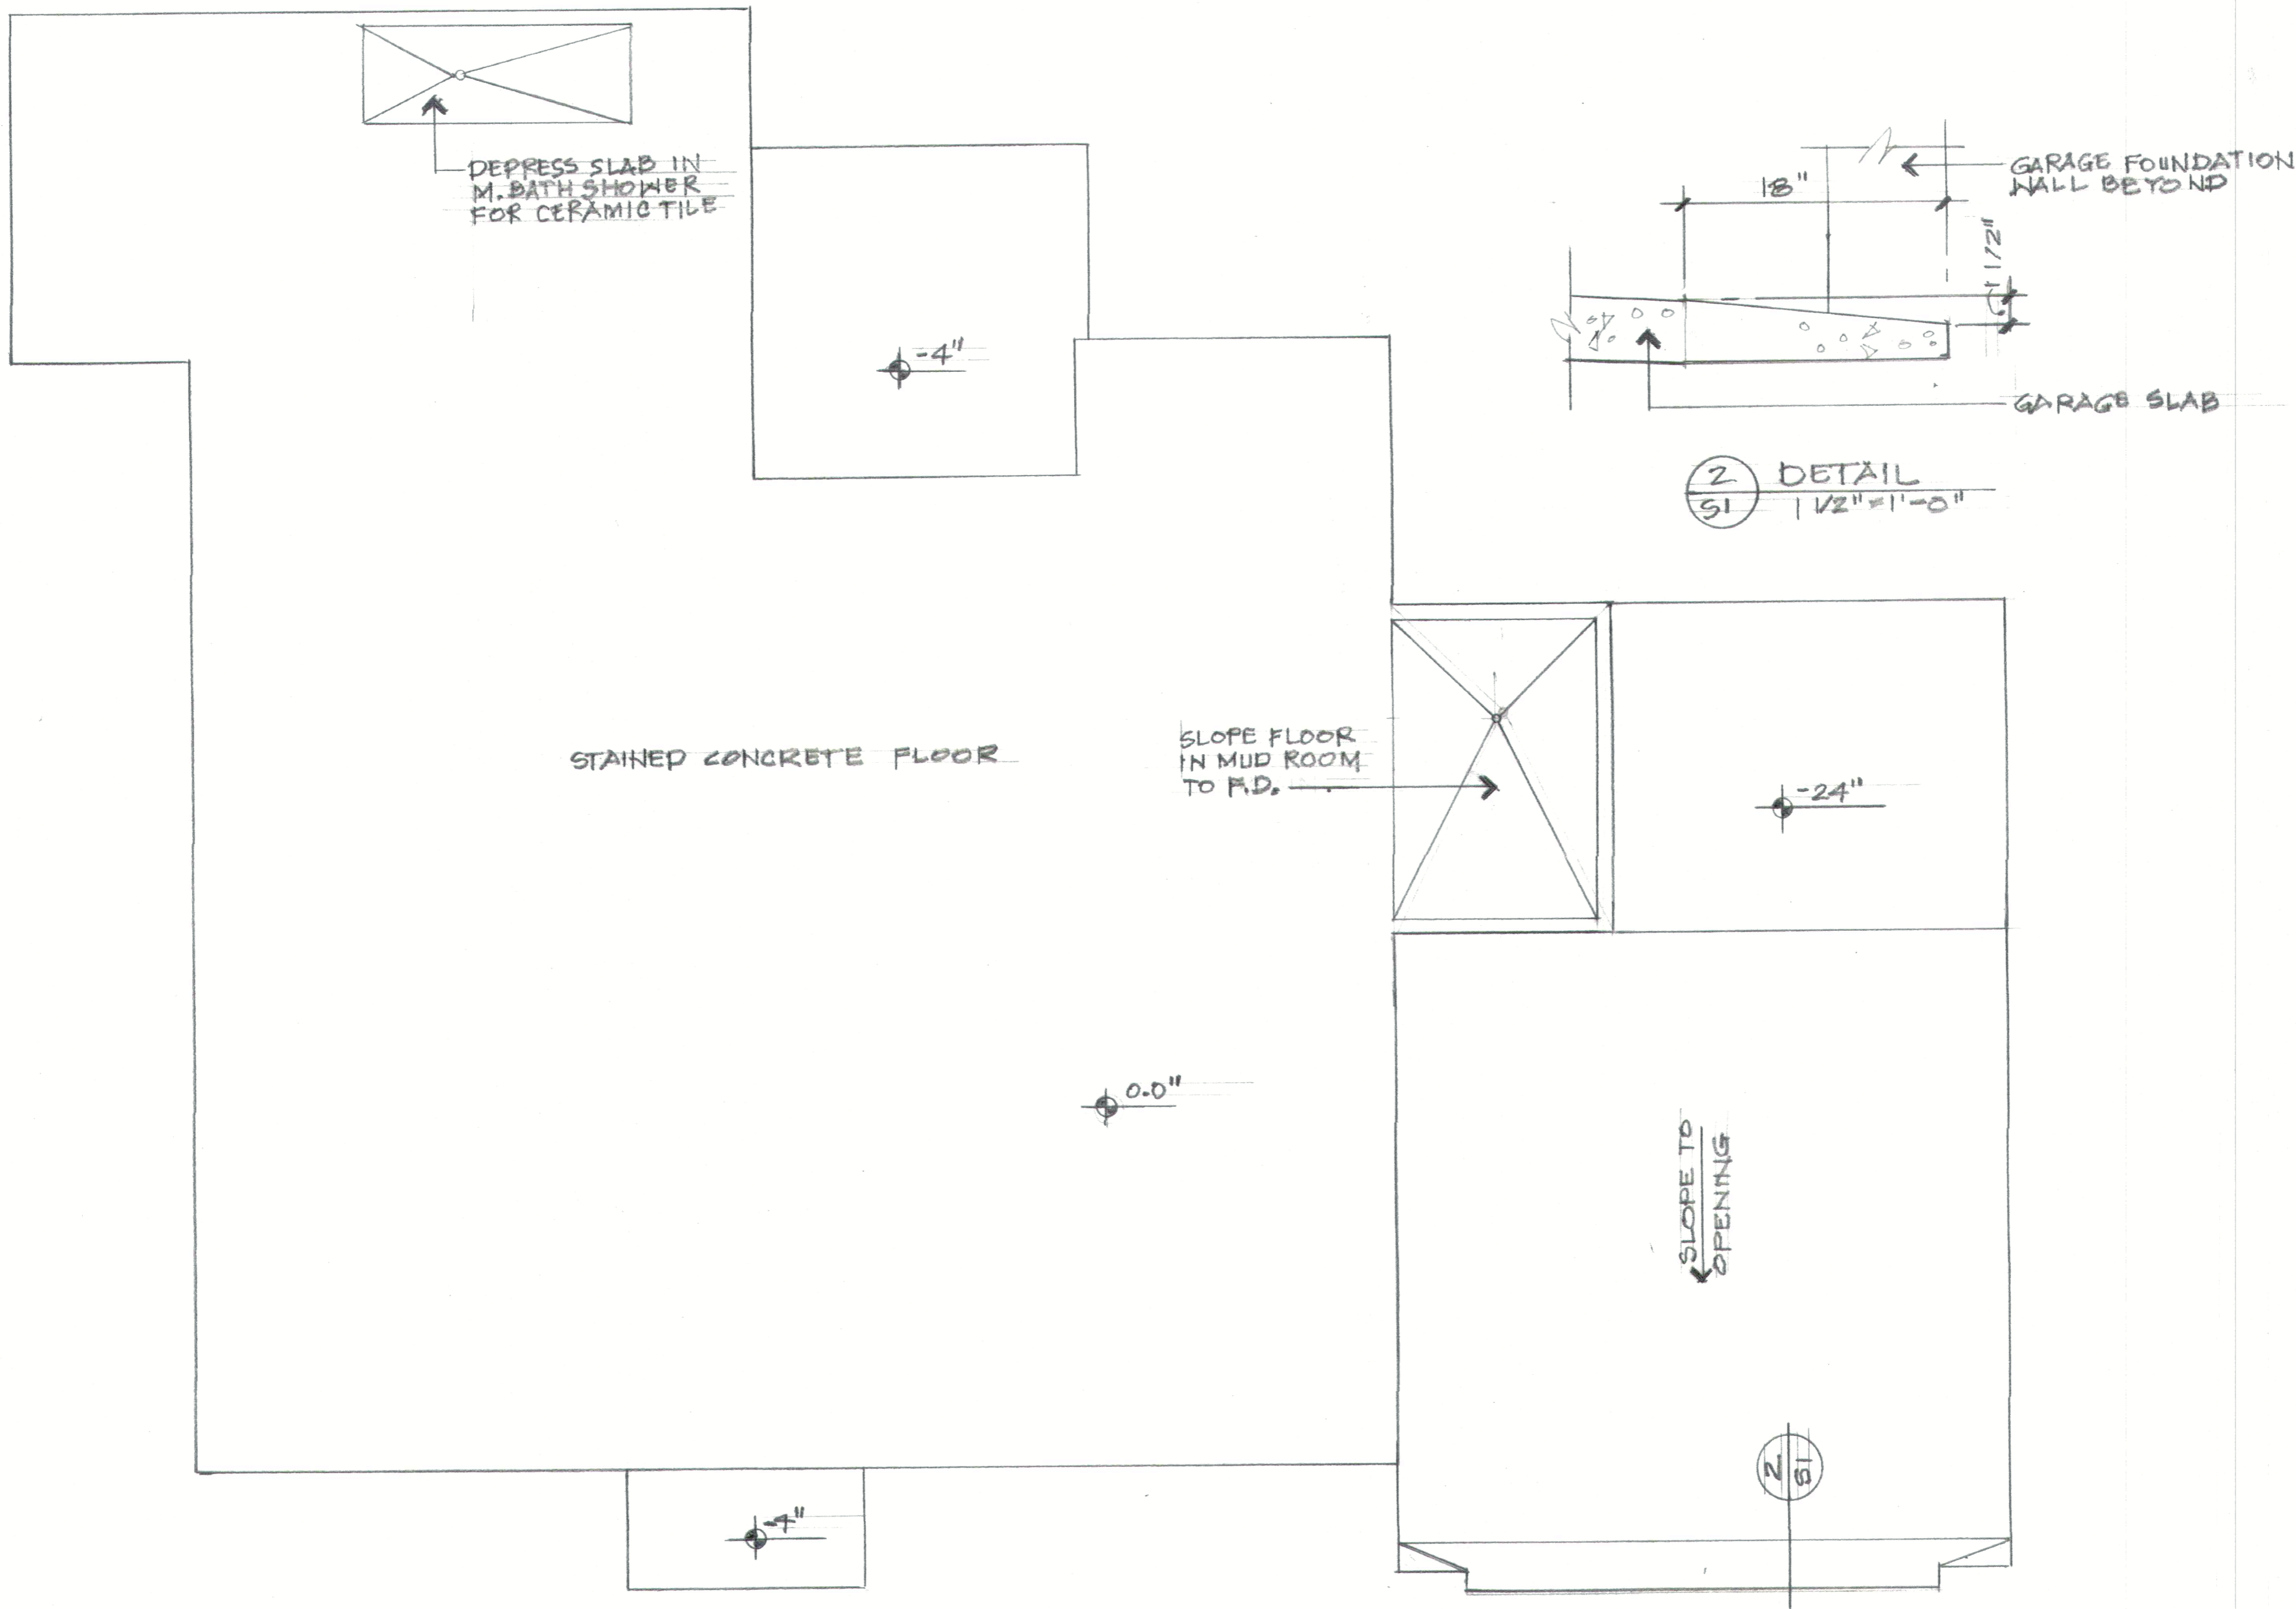 DEPRESS SLAB IN
M. BATH SHOWER
FOR CERAMIC TILE
-4"
18"
GARAGE FOUNDATION
WALL BEYOND
1 1/2"
GARAGE SLAB
2
S1
DETAIL
1 1/2"=1'-0"
STAINED CONCRETE FLOOR
SLOPE FLOOR
IN MUD ROOM
TO F.D.
-24"
0.0"
SLOPE TO
OPENING
2
S1
-4"